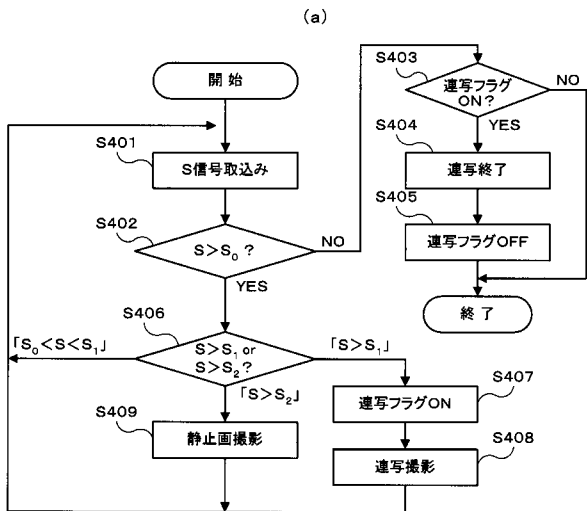 (a)
開始
S401
S信号取込み
S402
S>S₀?
NO
YES
S403
連写フラグ
ON?
NO
YES
S404
連写終了
S405
連写フラグOFF
終了
S406
S>S₁ or
S>S₂?
「S₀<S<S₁」
「S>S₁」
「S>S₂」
S407
連写フラグON
S408
連写撮影
S409
静止画撮影